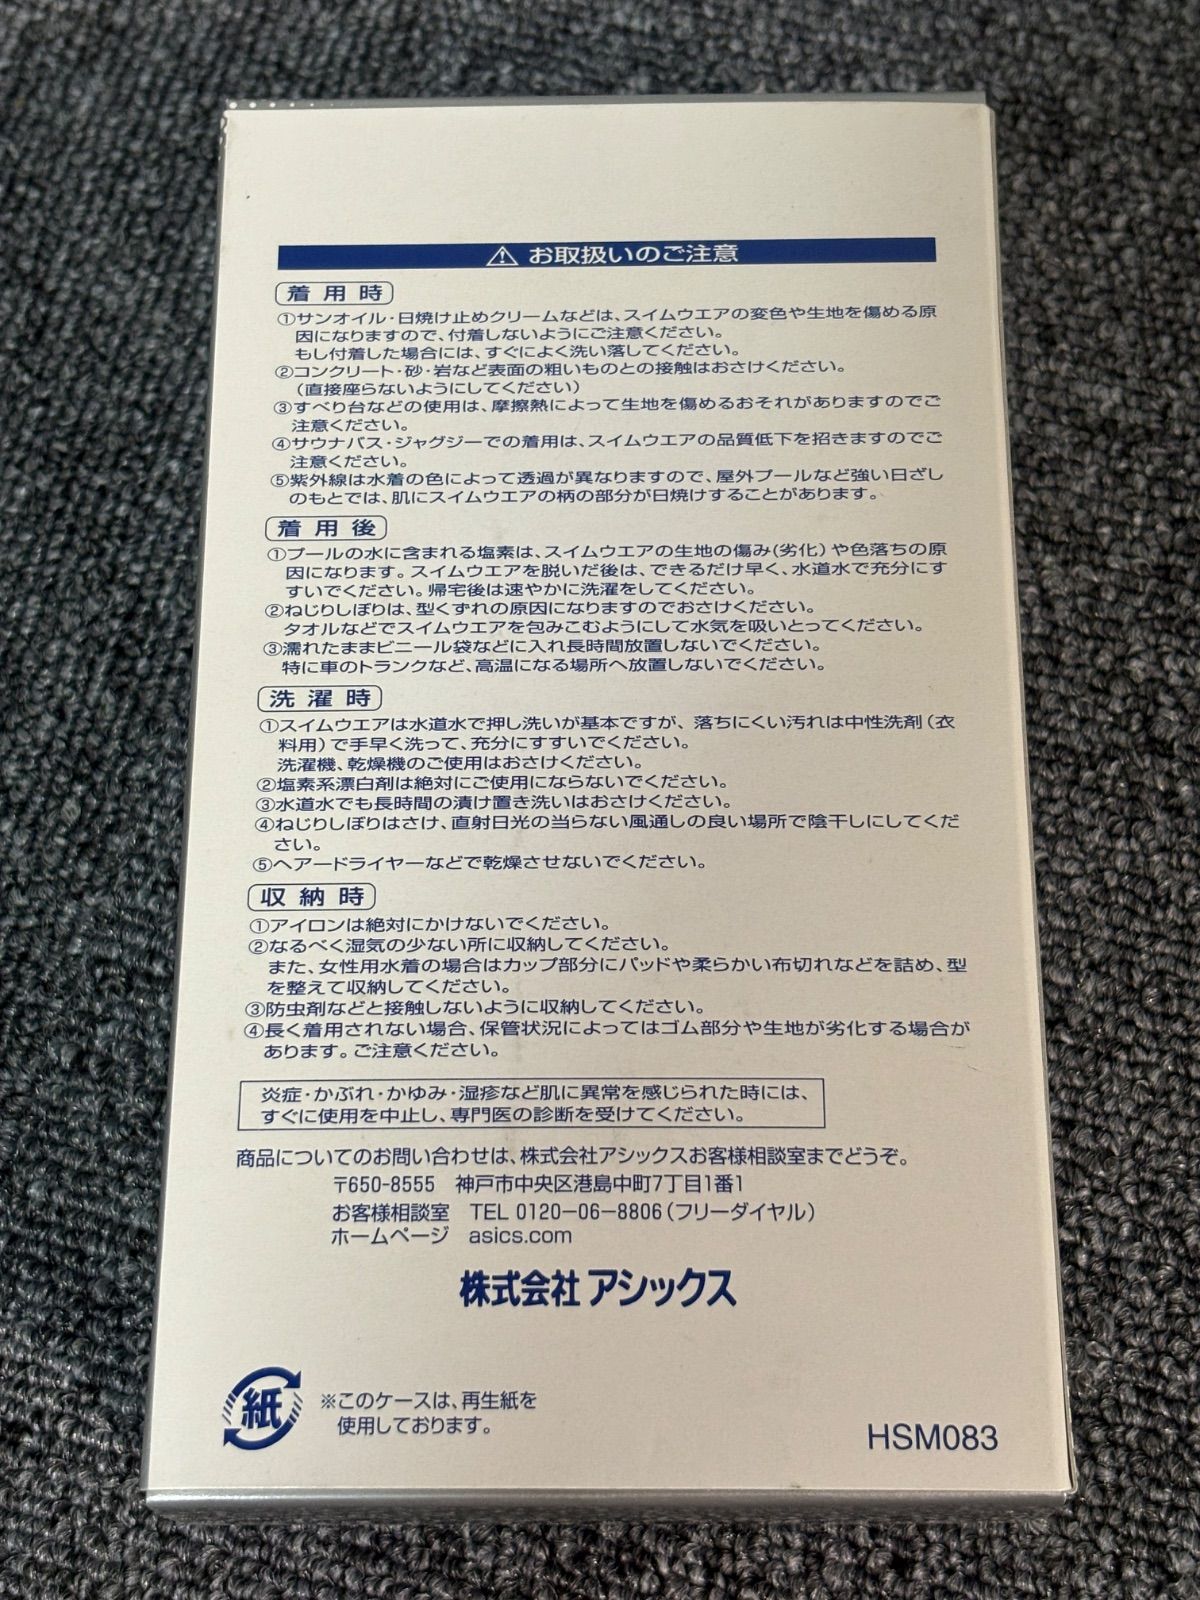 ⚠ お取扱いのご注意
着用時
①サンオイル・日焼け止めクリームなどは、スイムウエアの変色や生地を傷める原
因になりますので、付着しないようにご注意ください。
もし付着した場合には、すぐによく洗い落してください。
②コンクリート・砂・岩など表面の粗いものとの接触はおさけください。
(直接座らないようにしてください)
③すべり台などの使用は、摩擦熱によって生地を傷めるおそれがありますのでご
注意ください。
④サウナバス・ジャグジーでの着用は、スイムウエアの品質低下を招きますのでご
注意ください。
⑤紫外線は水着の色によって透過が異なりますので、屋外プールなど強い日ざし
のもとでは、肌にスイムウエアの柄の部分が日焼けすることがあります。
着用後
①プールの水に含まれる塩素は、スイムウエアの生地の傷み(劣化)や色落ちの原
因になります。スイムウエアを脱いだ後は、できるだけ早く、水道水で充分にす
すいでください。帰宅後は速やかに洗濯をしてください。
②ねじりしぼりは、型くずれの原因になりますのでおさけください。
タオルなどでスイムウエアを包みこむようにして水気を吸いとってください。
③濡れたままビニール袋などに入れ長時間放置しないでください。
特に車のトランクなど、高温になる場所へ放置しないでください。
洗濯時
①スイムウエアは水道水で押し洗いが基本ですが、落ちにくい汚れは中性洗剤(衣
料用)で手早く洗って、充分にすすいでください。
洗濯機、乾燥機のご使用はおさけください。
②塩素系漂白剤は絶対にご使用にならないでください。
③水道水でも長時間の漬け置き洗いはおさけください。
④ねじりしぼりはさけ、直射日光の当らない風通しの良い場所で陰干しにしてくだ
さい。
⑤ヘアードライヤーなどで乾燥させないでください。
収納時
①アイロンは絶対にかけないでください。
②なるべく湿気の少ない所に収納してください。
また、女性用水着の場合はカップ部分にパッドや柔らかい布切れなどを詰め、型
を整えて収納してください。
③防虫剤などと接触しないように収納してください。
④長く着用されない場合、保管状況によってはゴム部分や生地が劣化する場合が
あります。ご注意ください。
炎症・かぶれ・かゆみ・湿疹など肌に異常を感じられた時には、
すぐに使用を中止し、専門医の診断を受けてください。
商品についてのお問い合わせは、株式会社アシックスお客様相談室までどうぞ。
〒650-8555 神戸市中央区港島中町7丁目1番1
お客様相談室 TEL 0120-06-8806(フリーダイヤル)
ホームページ asics.com
株式会社 アシックス
紙
※このケースは、再生紙を
使用しております。
HSM083